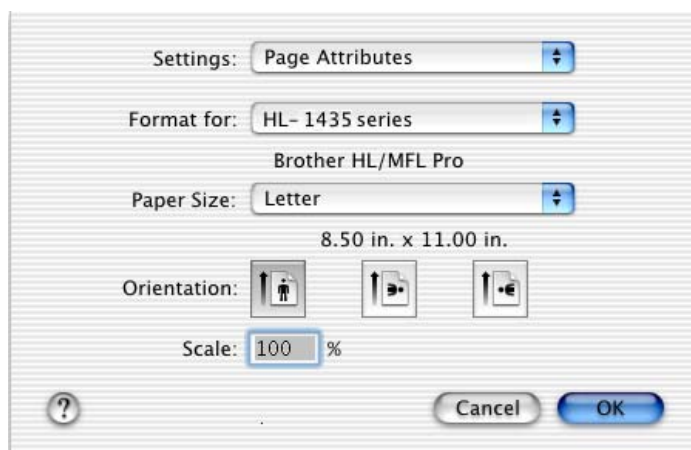 Settings: Page Attributes
Format for: HL- 1435 series
Brother HL/MFL Pro
Paper Size: Letter
8.50 in. x 11.00 in.
Orientation:
Scale: 100 %
? Cancel OK